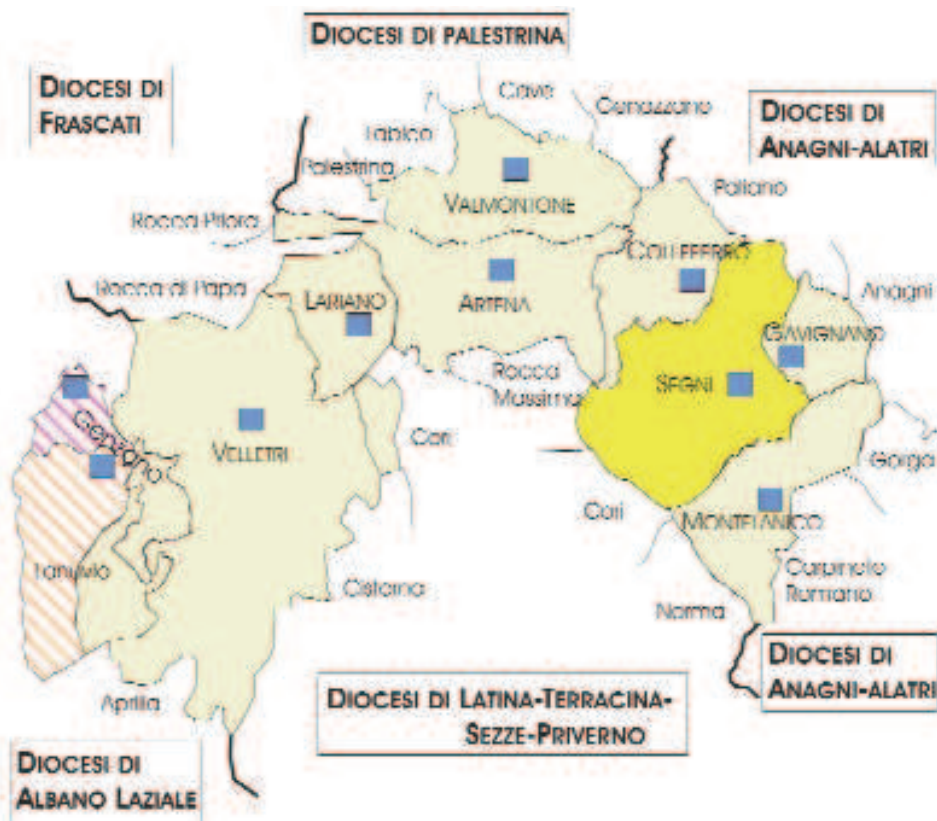 DIOCESI DI PALESTRINA
DIOCESI DI
FRASCATI
Cave
Genazzano
DIOCESI DI
ANAGNI-ALATRI
Labico
Palestrina
Paliano
VALMONTONE
Rocca Priora
COLLEFERRO
Rocca di Papa
LARIANO
ARTENA
Anagni
GAVIGNANO
Rocca
Massima
SEGNI
Genzano
VELLETRI
Cori
Gorga
Cori
MONTELANICO
Lanuvio
Cisterna
Carpineto
Romano
Norma
DIOCESI DI
ANAGNI-ALATRI
Aprilia
DIOCESI DI LATINA-TERRACINA-
SEZZE-PRIVERNO
DIOCESI DI
ALBANO LAZIALE